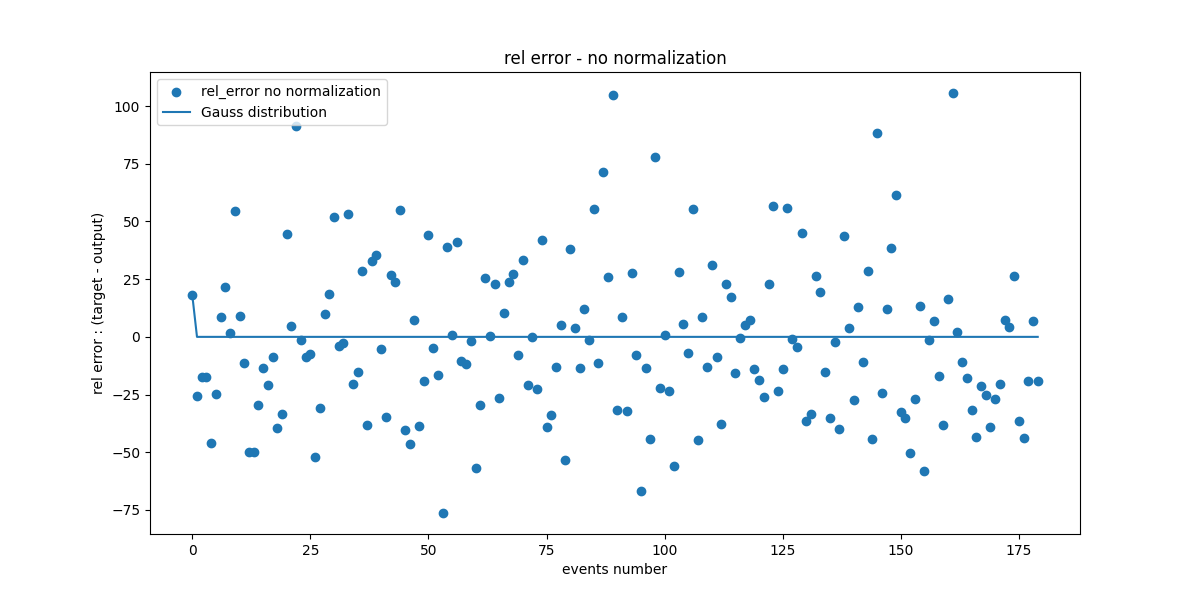 rel error - no normalization
rel_error no normalization
Gauss distribution
rel error : (target - output)
100
75
50
25
0
−25
−50
−75
0 25 50 75 100 125 150 175
events number